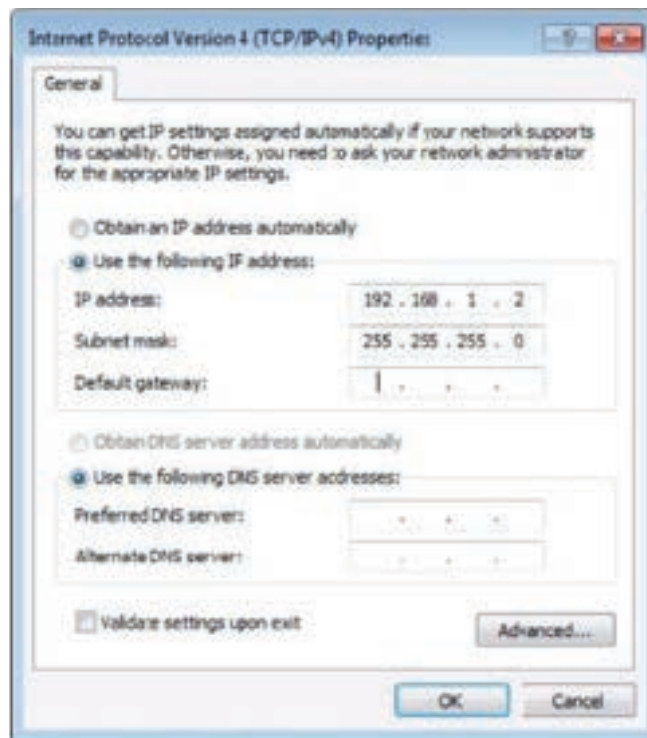 Internet Protocol Version 4 (TCP/IPv4) Properties
General
You can get IP settings assigned automatically if your network supports
this capability. Otherwise, you need to ask your network administrator
for the appropriate IP settings.
Obtain an IP address automatically
Use the following IP address:
IP address: 192 . 168 . 1 . 2
Subnet mask: 255 . 255 . 255 . 0
Default gateway: . . .
Obtain DNS server address automatically
Use the following DNS server addresses:
Preferred DNS server: . . .
Alternate DNS server: . . .
Validate settings upon exit
Advanced...
OK Cancel